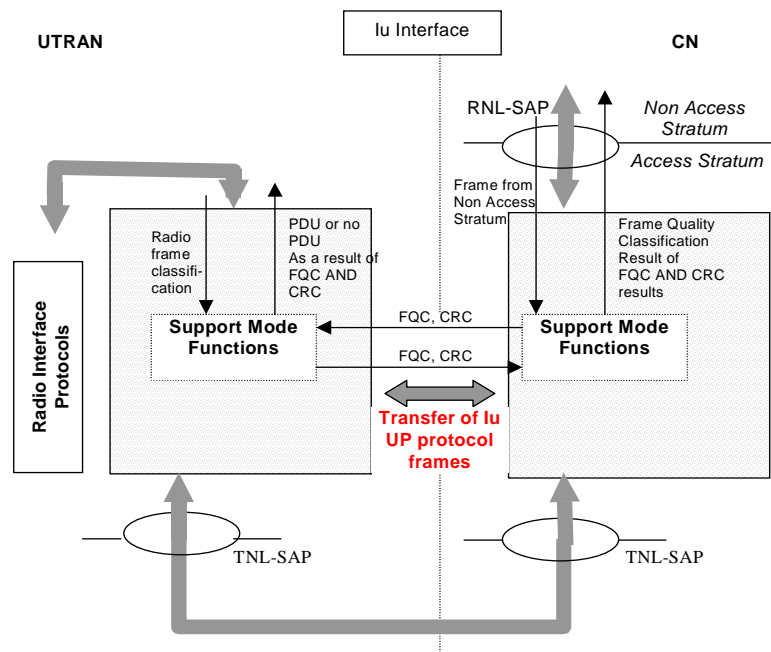 Iu Interface
UTRAN
CN
RNL-SAP
Non Access
Stratum
Access Stratum
Frame from
Non Access
Stratum
Radio
frame
classifi-
cation
PDU or no
PDU
As a result of
FQC AND
CRC
Frame Quality
Classification
Result of
FQC AND CRC
results
Radio Interface
Protocols
Support Mode
Functions
FQC, CRC
FQC, CRC
Support Mode
Functions
Transfer of Iu
UP protocol
frames
TNL-SAP
TNL-SAP